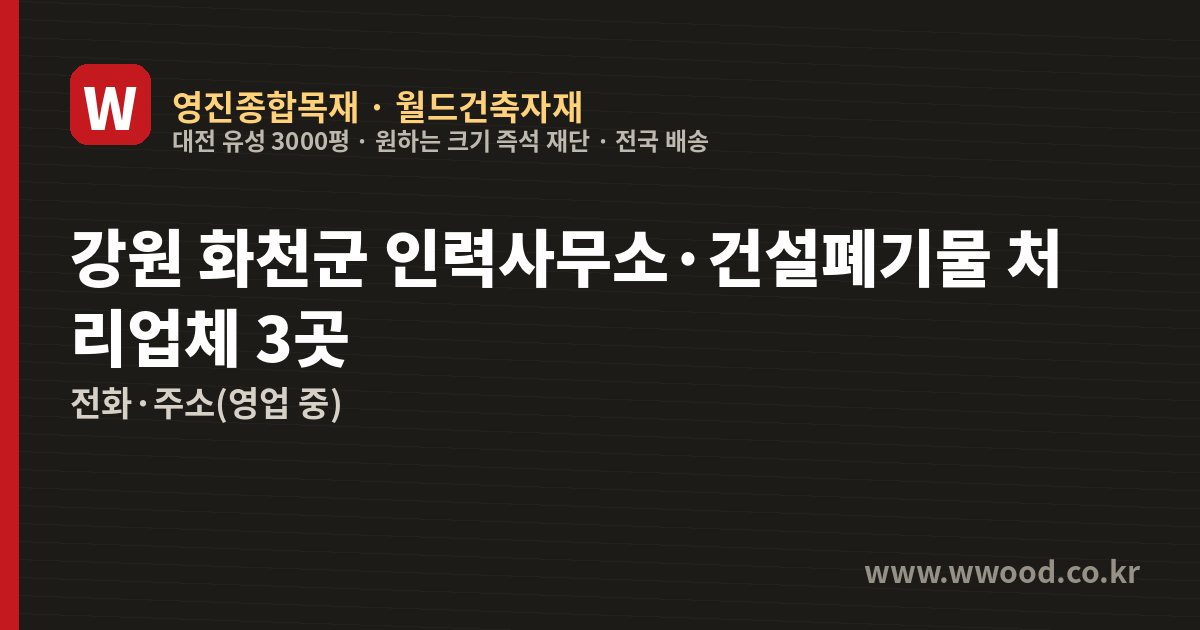 W
영진종합목재 · 월드건축자재
대전 유성 3000평 · 원하는 크기 즉석 재단 · 전국 배송
강원 화천군 인력사무소·건설폐기물 처
리업체 3곳
전화·주소(영업 중)
www.wwood.co.kr